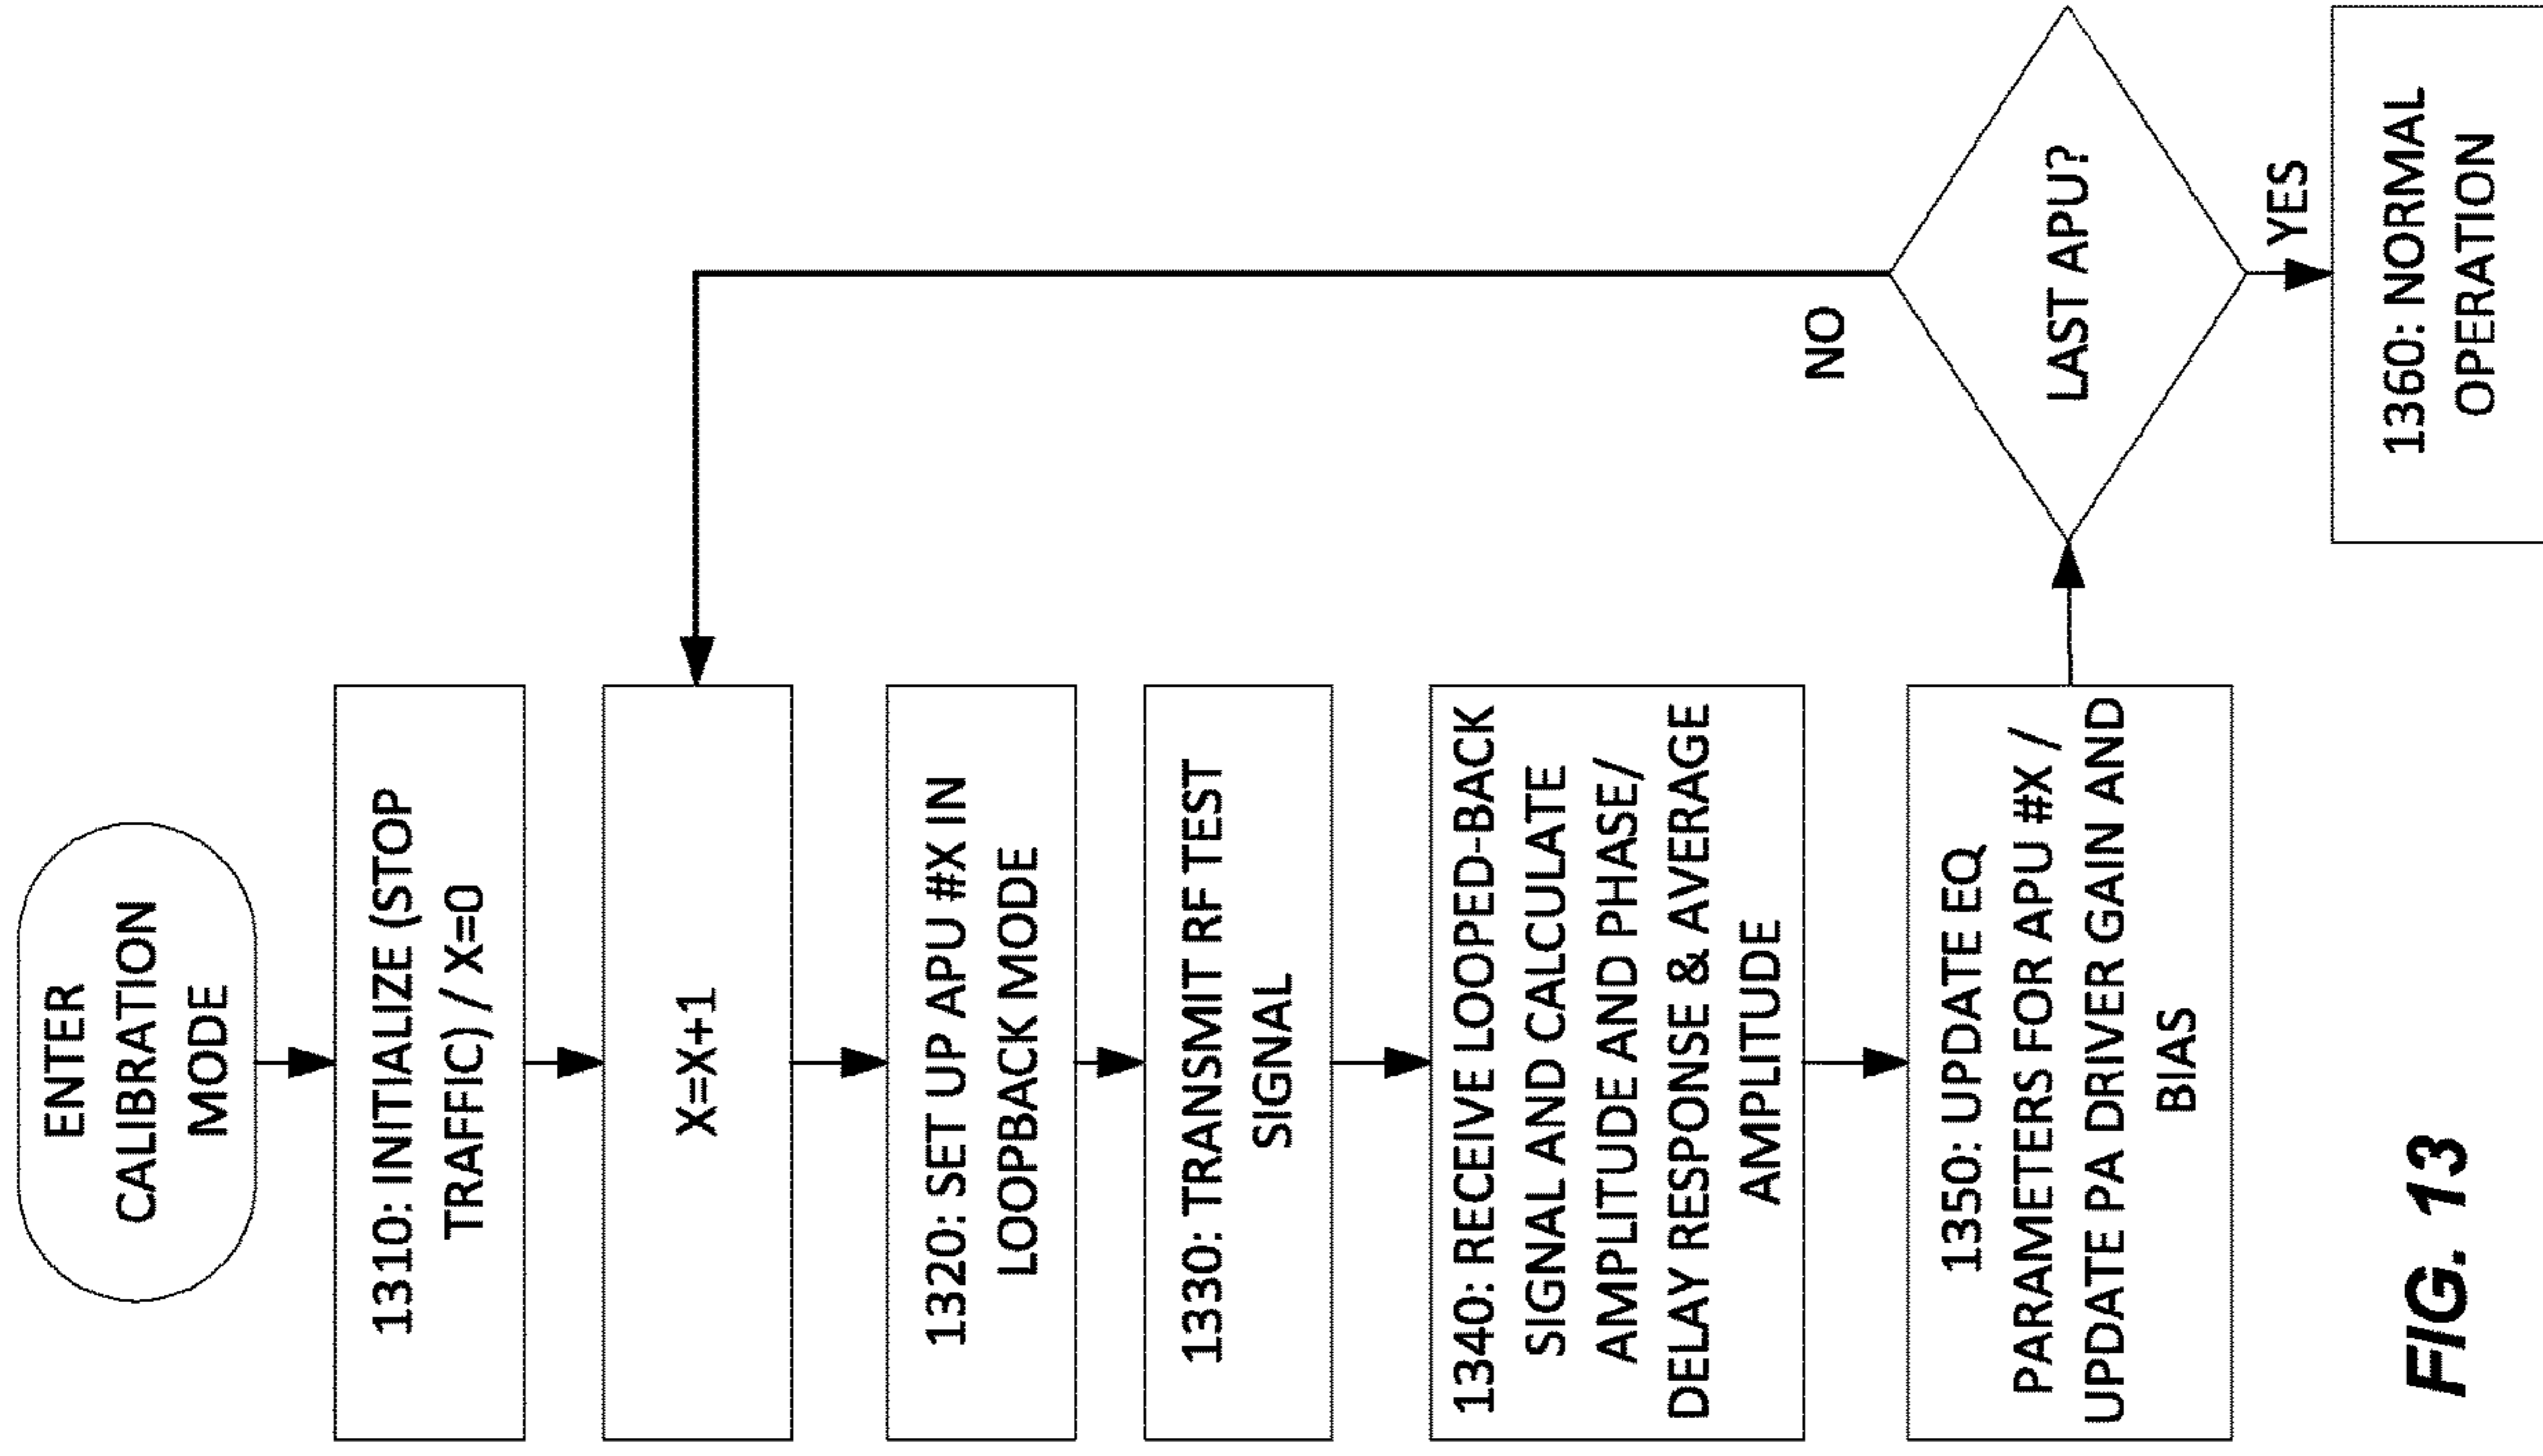 ENTER
CALIBRATION
MODE
1310: INITIALIZE (STOP
TRAFFIC) / X=0
X=X+1
1320: SET UP APU #X IN
LOOPBACK MODE
1330: TRANSMIT RF TEST
SIGNAL
1340: RECEIVE LOOPED-BACK
SIGNAL AND CALCULATE
AMPLITUDE AND PHASE/
DELAY RESPONSE & AVERAGE
AMPLITUDE
1350: UPDATE EQ
PARAMETERS FOR APU #X /
UPDATE PA DRIVER GAIN AND
BIAS
LAST APU?
NO
YES
1360: NORMAL
OPERATION
FIG. 13